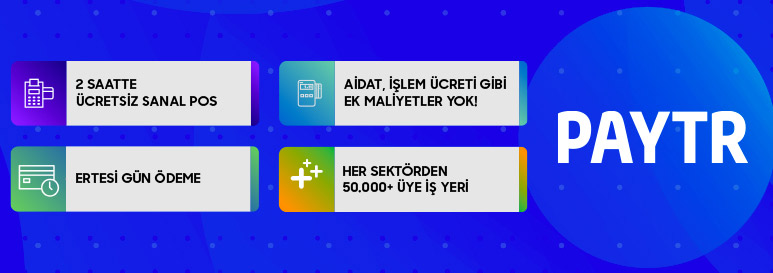 2 SAATTE
ÜCRETSİZ SANAL POS
AİDAT, İŞLEM ÜCRETİ GİBİ
EK MALİYETLER YOK!
ERTESİ GÜN ÖDEME
HER SEKTÖRDEN
50,000+ ÜYE İŞ YERİ
PAYTR